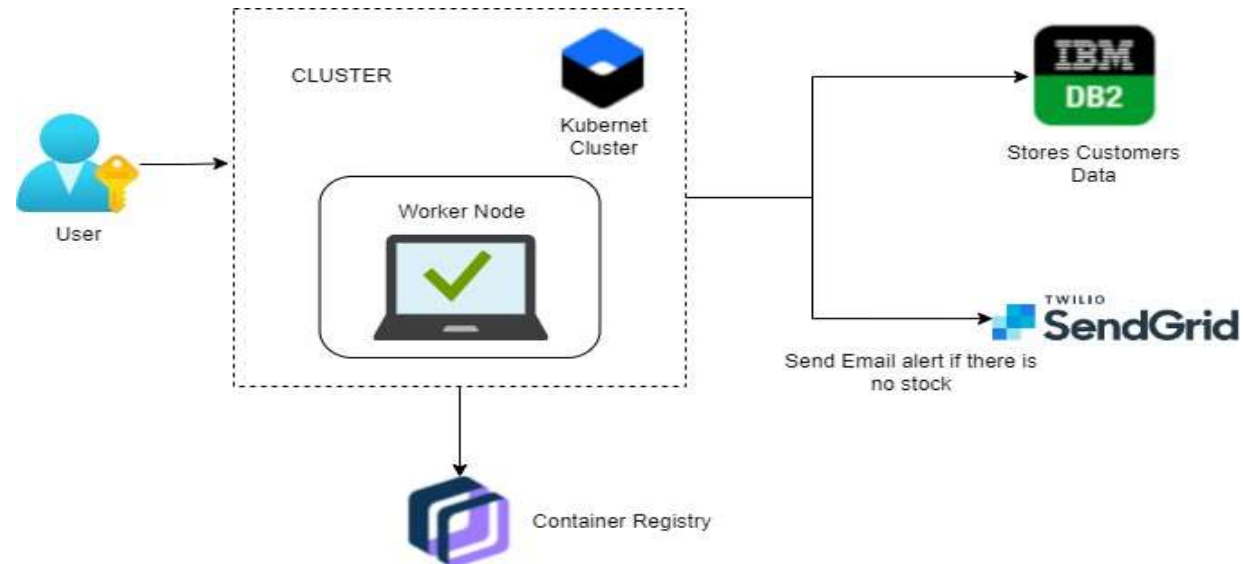 CLUSTER
Kubernet
Cluster
Worker Node
User
IBM
DB2
Stores Customers
Data
TWILIO
SendGrid
Send Email alert if there is
no stock
Container Registry